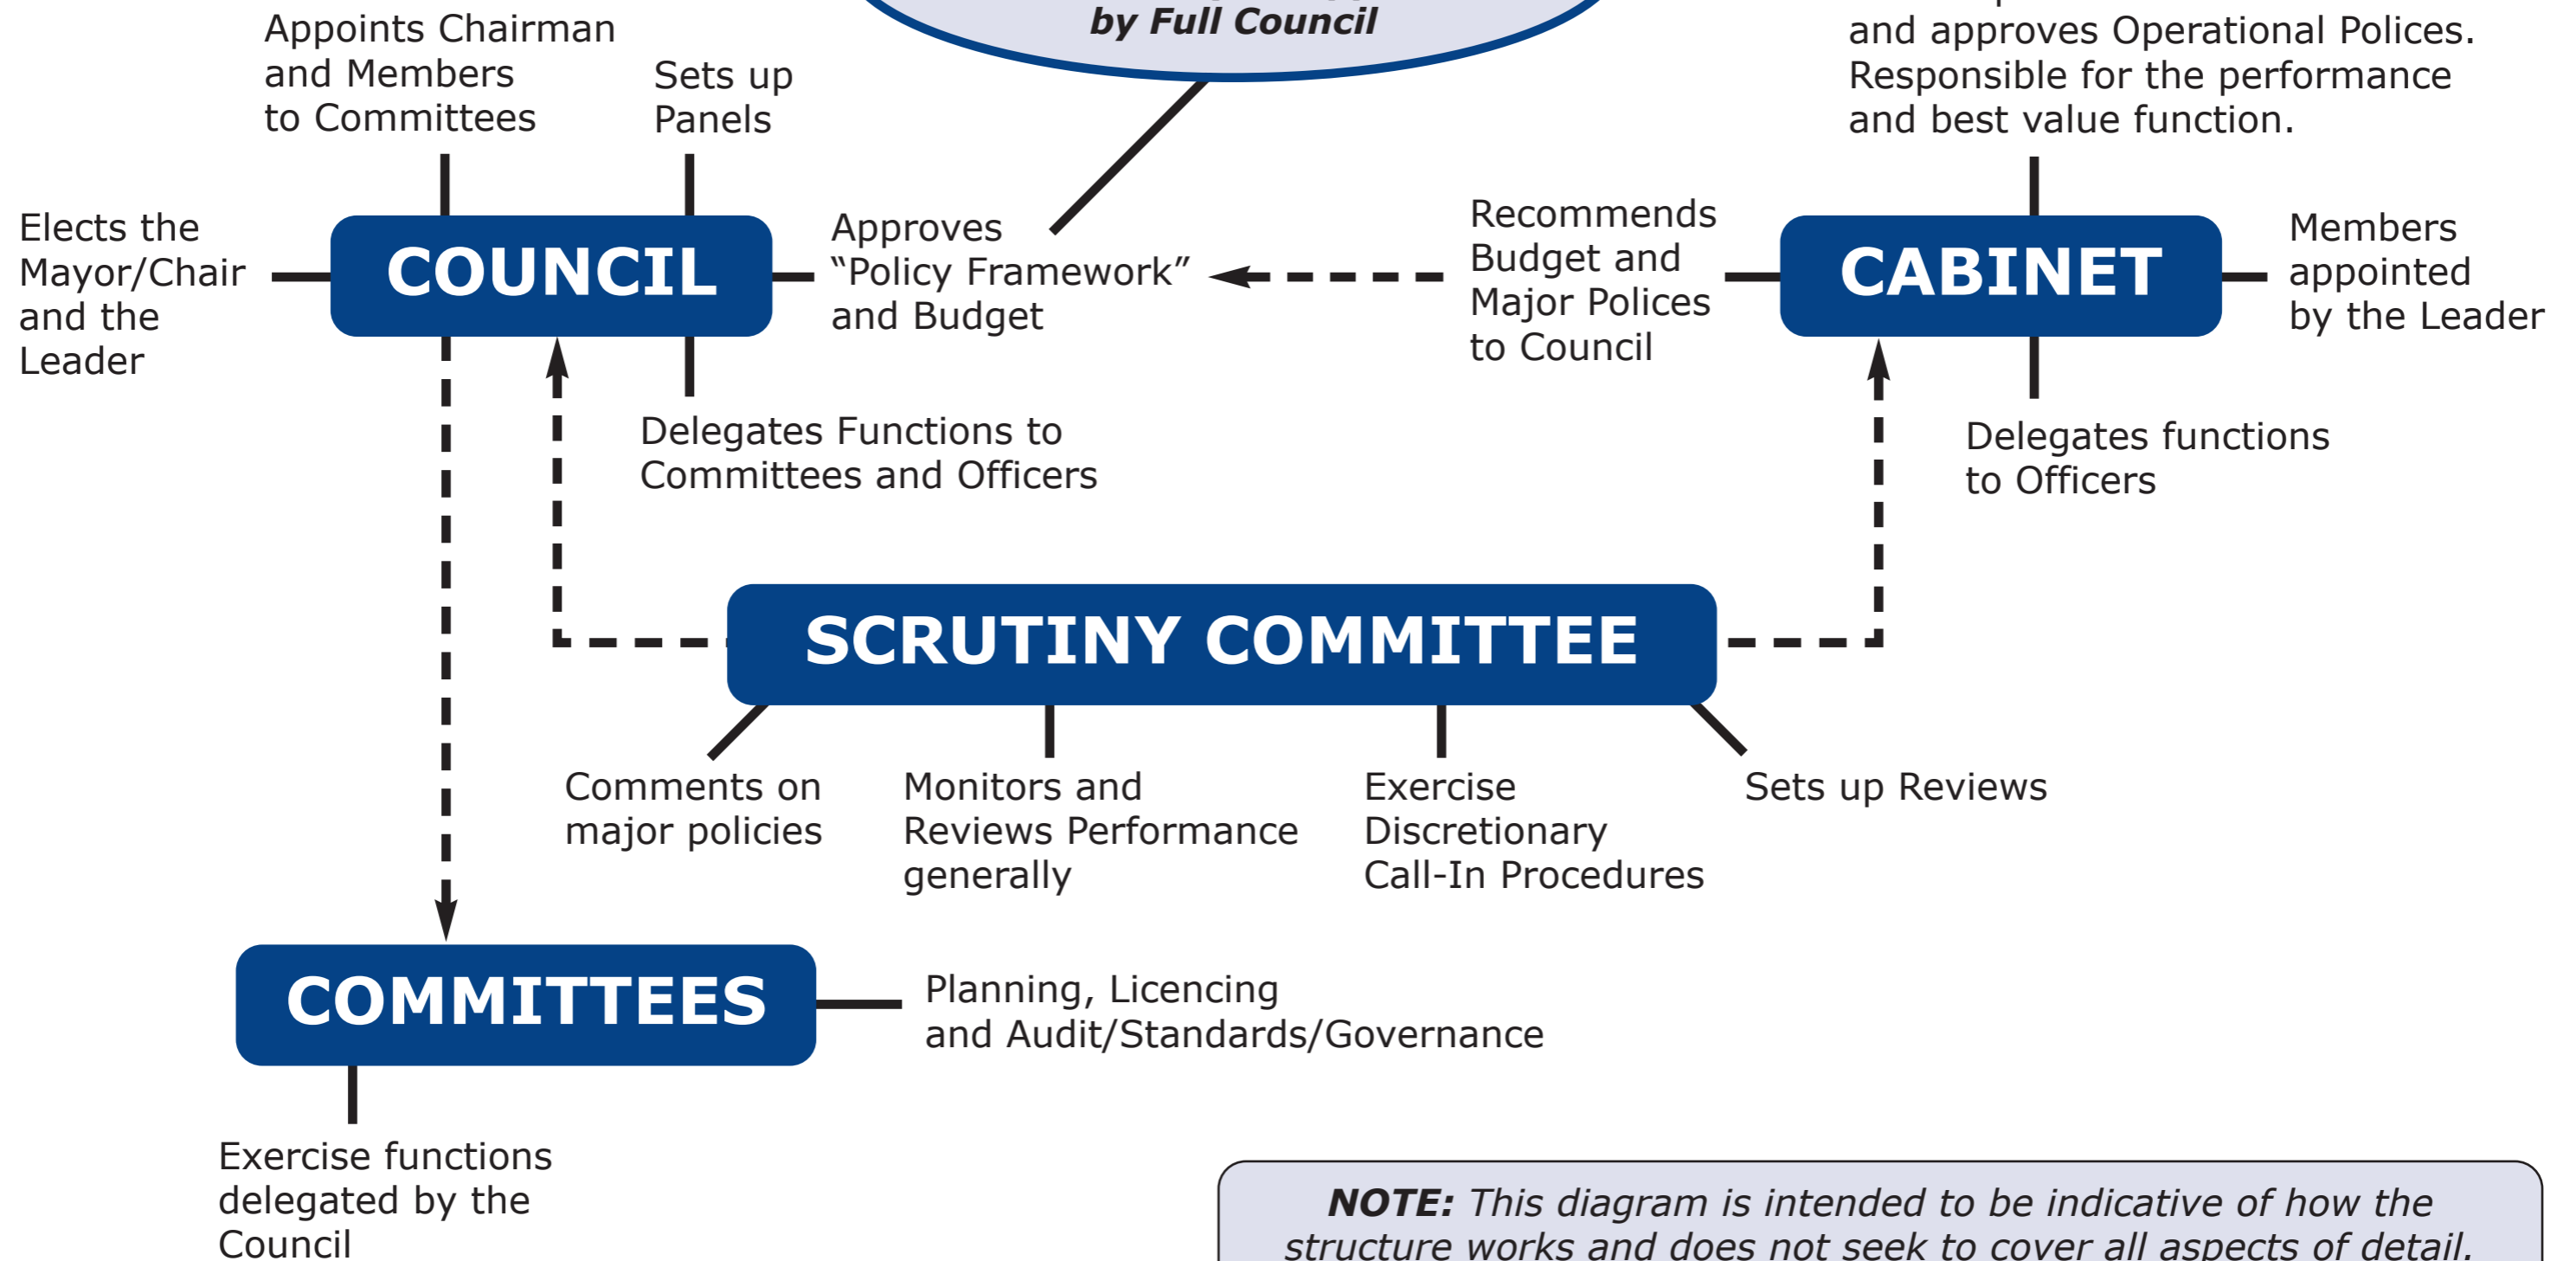 by Full Council
Appoints Chairman
and Members
to Committees
Sets up
Panels
and approves Operational Polices.
Responsible for the performance
and best value function.
Elects the
Mayor/Chair
and the
Leader
COUNCIL
Approves
“Policy Framework”
and Budget
Recommends
Budget and
Major Polices
to Council
CABINET
Members
appointed
by the Leader
Delegates Functions to
Committees and Officers
Delegates functions
to Officers
SCRUTINY COMMITTEE
Comments on
major policies
Monitors and
Reviews Performance
generally
Exercise
Discretionary
Call-In Procedures
Sets up Reviews
COMMITTEES
Planning, Licencing
and Audit/Standards/Governance
Exercise functions
delegated by the
Council
NOTE: This diagram is intended to be indicative of how the
structure works and does not seek to cover all aspects of detail.